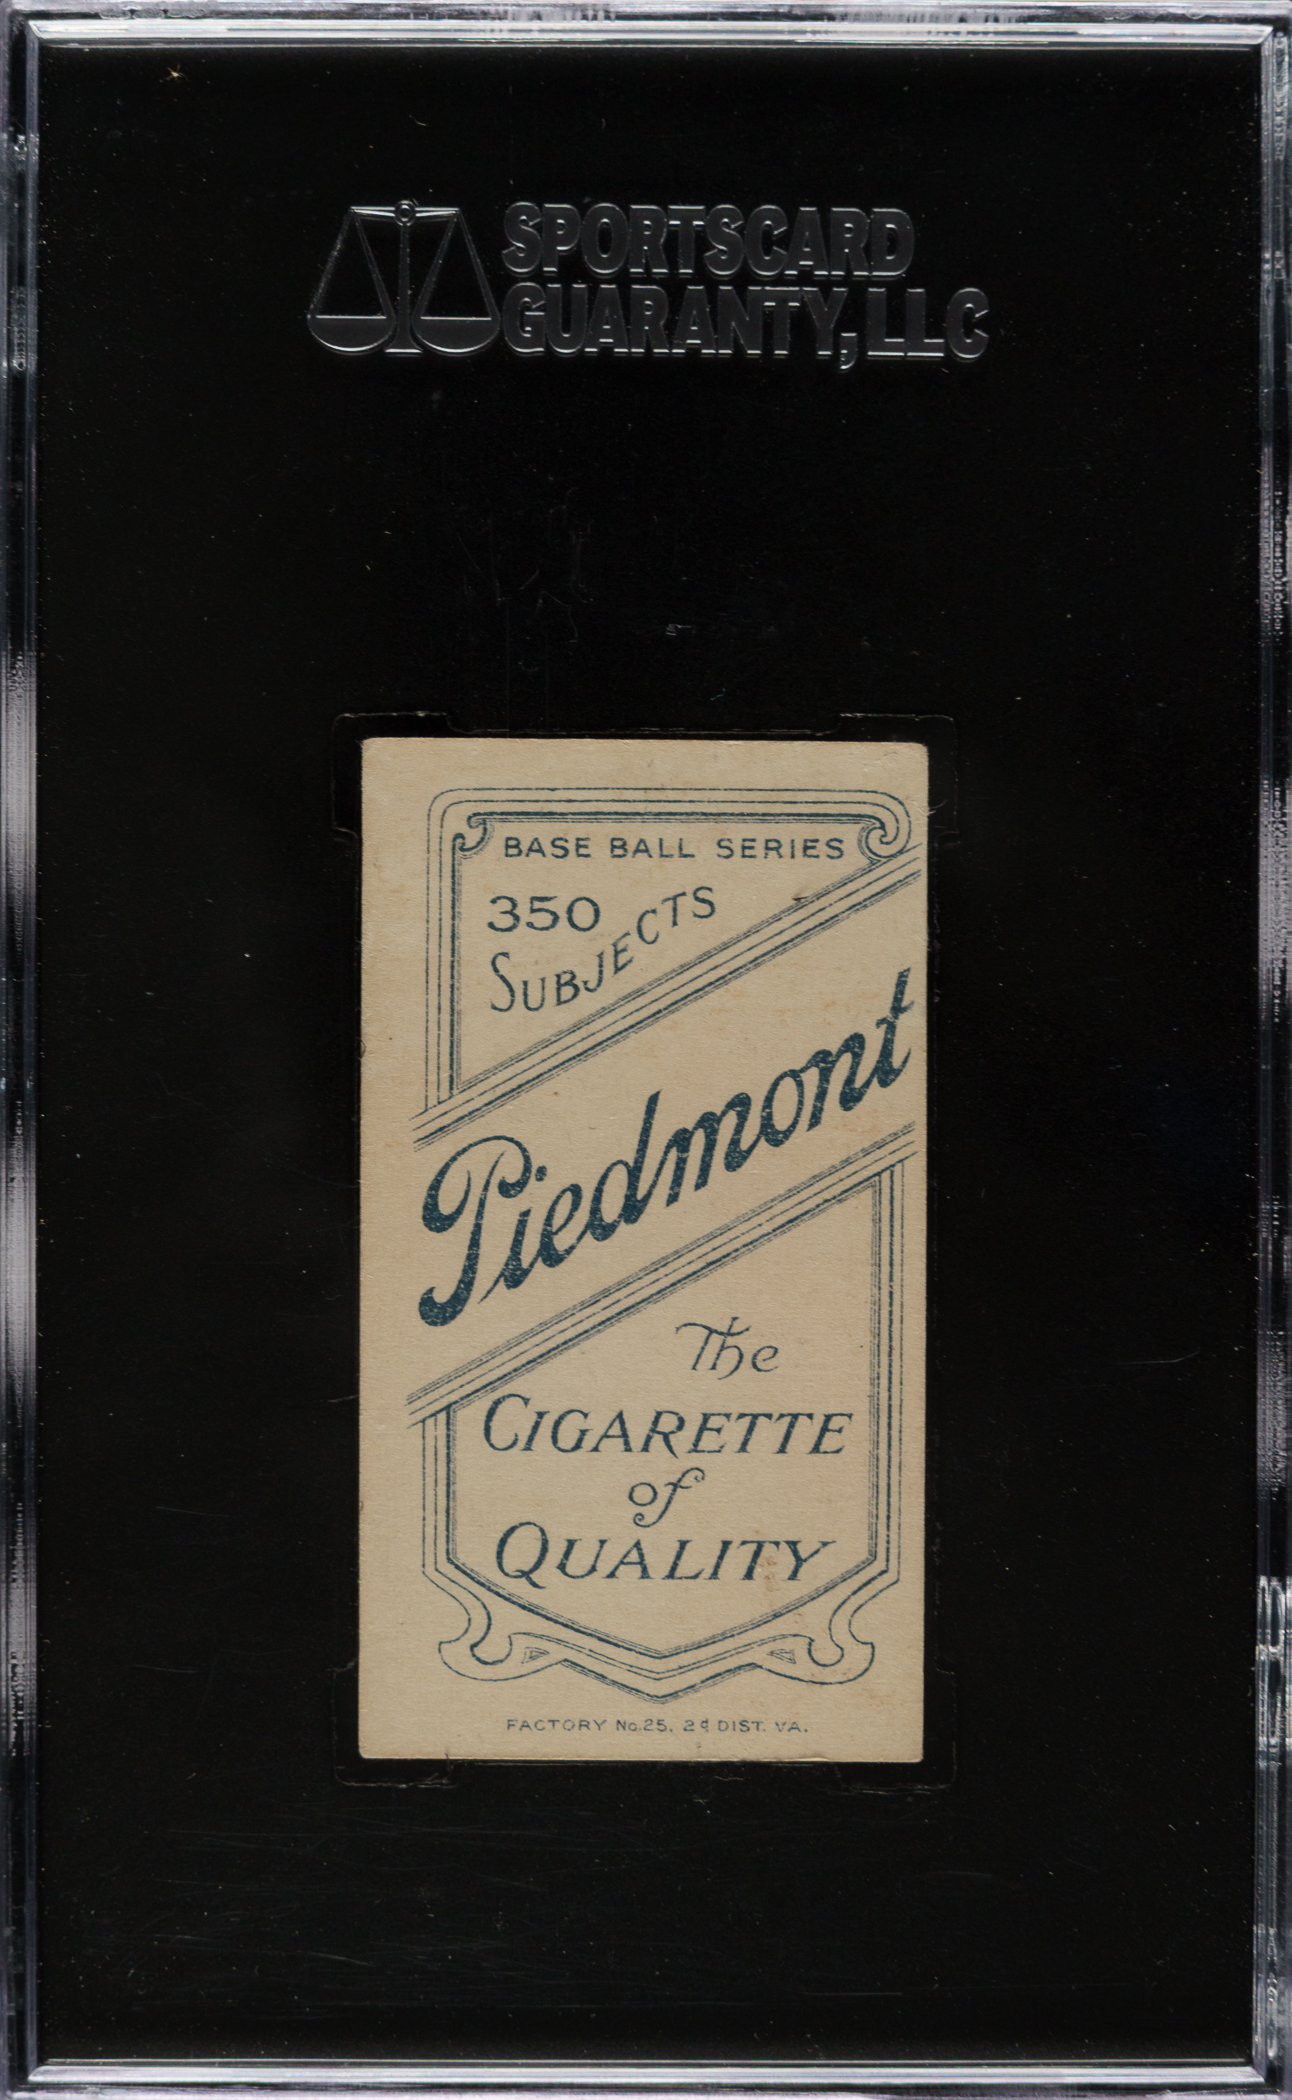 SPORTSCARD
GUARANTY, LLC
BASE BALL SERIES
350
SUBJECTS
Piedmont
The
CIGARETTE
of
QUALITY
FACTORY No. 25. 2d DIST. VA.